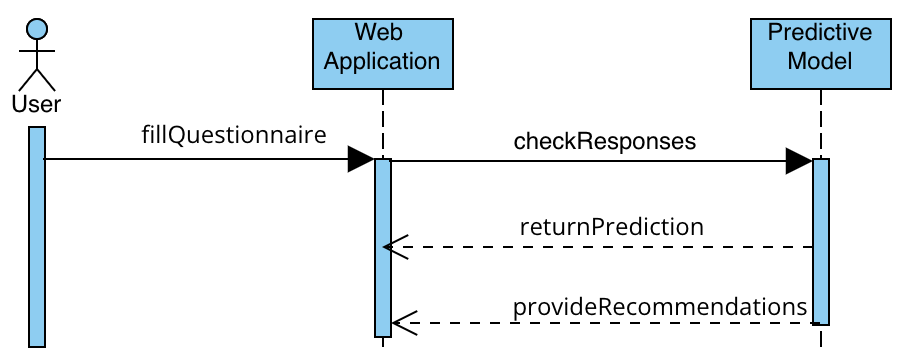 User
Web
Application
Predictive
Model
fillQuestionnaire
checkResponses
returnPrediction
provideRecommendations